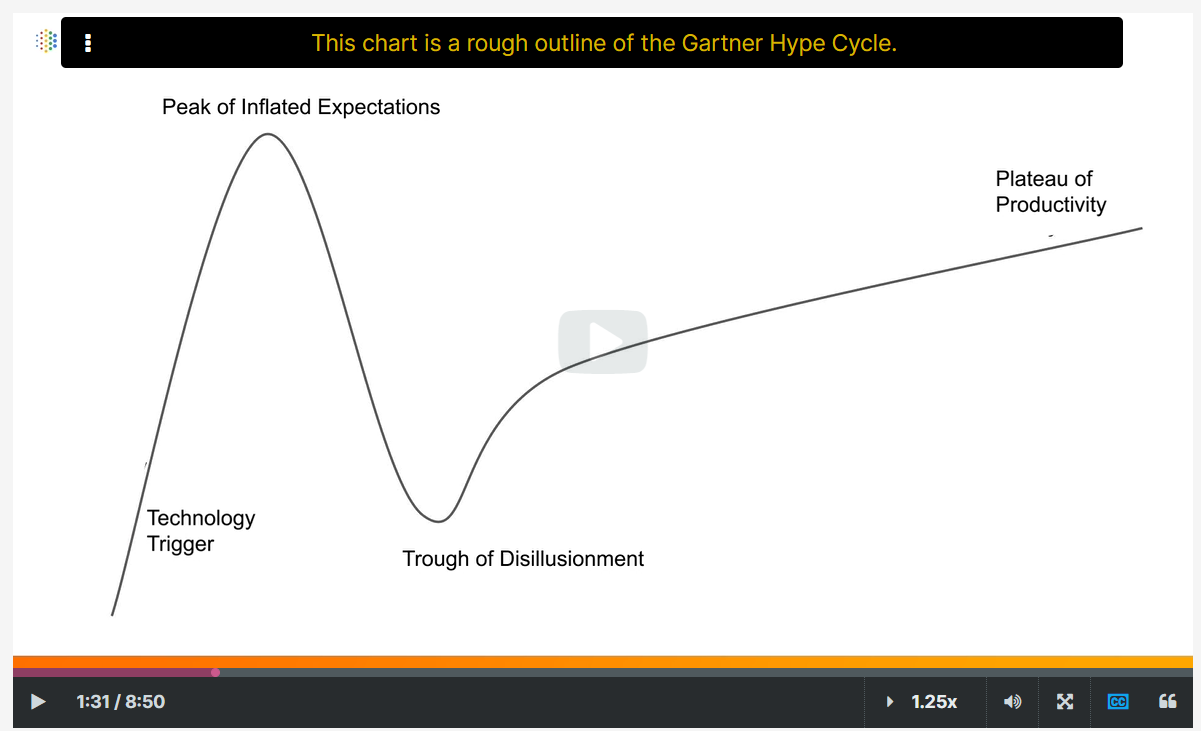 This chart is a rough outline of the Gartner Hype Cycle.
Peak of Inflated Expectations
Plateau of
Productivity
Technology
Trigger
Trough of Disillusionment
1:31 / 8:50
1.25x
CC